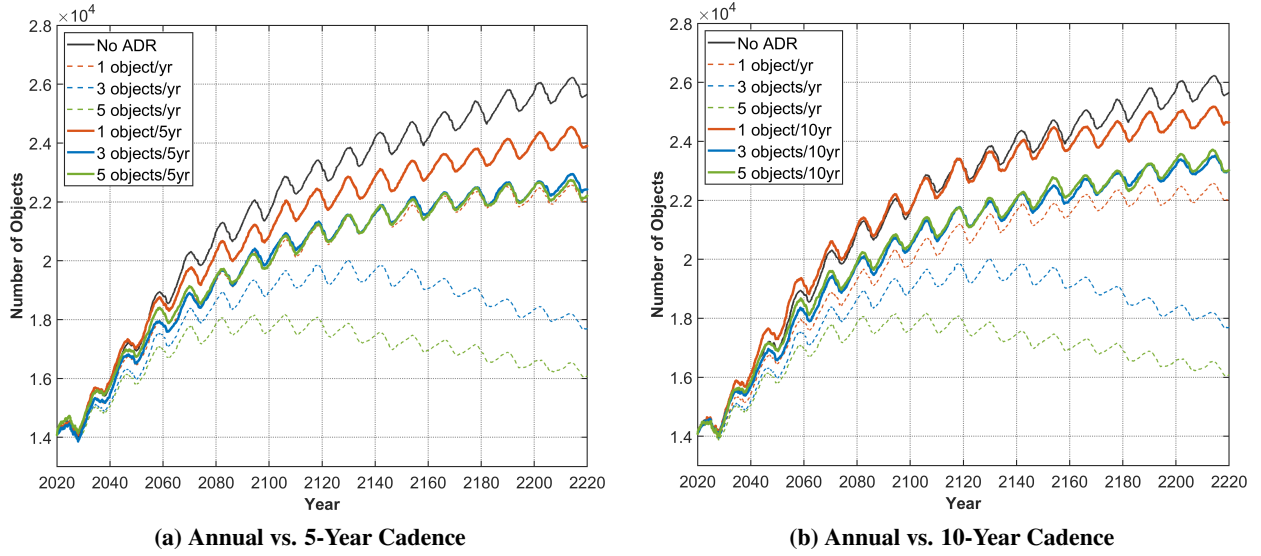 ×10⁴
2.8
2.6
2.4
2.2
2
1.8
1.6
1.4
Number of Objects
No ADR
1 object/yr
3 objects/yr
5 objects/yr
1 object/5yr
3 objects/5yr
5 objects/5yr
2020 2040 2060 2080 2100 2120 2140 2160 2180 2200 2220
Year
(a) Annual vs. 5-Year Cadence
×10⁴
2.8
2.6
2.4
2.2
2
1.8
1.6
1.4
Number of Objects
No ADR
1 object/yr
3 objects/yr
5 objects/yr
1 object/10yr
3 objects/10yr
5 objects/10yr
2020 2040 2060 2080 2100 2120 2140 2160 2180 2200 2220
Year
(b) Annual vs. 10-Year Cadence